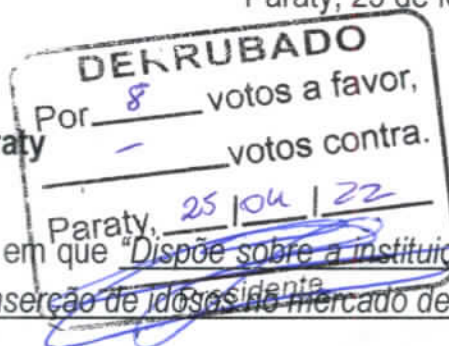 Paraty, 25 de
DERRUBADO
Por 8 votos a favor,
raty
- votos contra.
Paraty, 25 | 04 | 22
em que "Dispõe sobre a instituiç
Presidente
nserção de idosos no mercado de